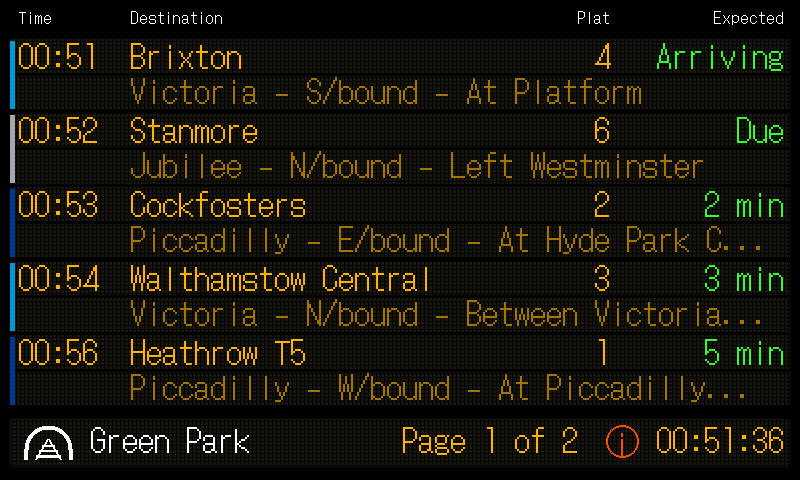 Time Destination Plat Expected
00:51 Brixton 4 Arriving
Victoria - S/bound - At Platform
00:52 Stanmore 6 Due
Jubilee - N/bound - Left Westminster
00:53 Cockfosters 2 2 min
Piccadilly - E/bound - At Hyde Park C...
00:54 Walthamstow Central 3 3 min
Victoria - N/bound - Between Victoria...
00:56 Heathrow T5 1 5 min
Piccadilly - W/bound - At Piccadilly...
Green Park Page 1 of 2 00:51:36